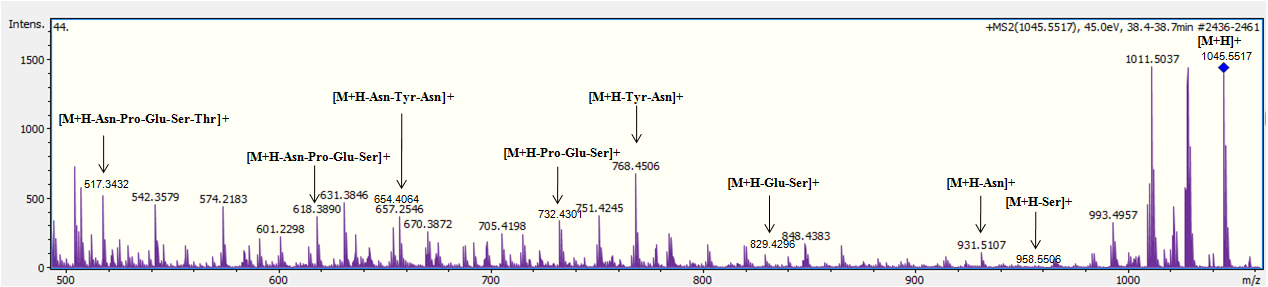 Intens. 44. +MS2(1045.5517), 45.0eV, 38.4-38.7min #2436-2461
[M+H]+
1500 1011.5037 1045.5517
[M+H-Asn-Tyr-Asn]+ [M+H-Tyr-Asn]+
[M+H-Asn-Pro-Glu-Ser-Thr]+
1000
[M+H-Asn-Pro-Glu-Ser]+ [M+H-Pro-Glu-Ser]+
768.4506
[M+H-Glu-Ser]+ [M+H-Asn]+
500 517.3432 542.3579 574.2183 631.3846 654.4064 [M+H-Ser]+
618.3890 657.2546 732.4301 751.4245
601.2298 670.3872 705.4198 829.4296 848.4383 931.5107 993.4957
958.5506
0
500 600 700 800 900 1000 m/z